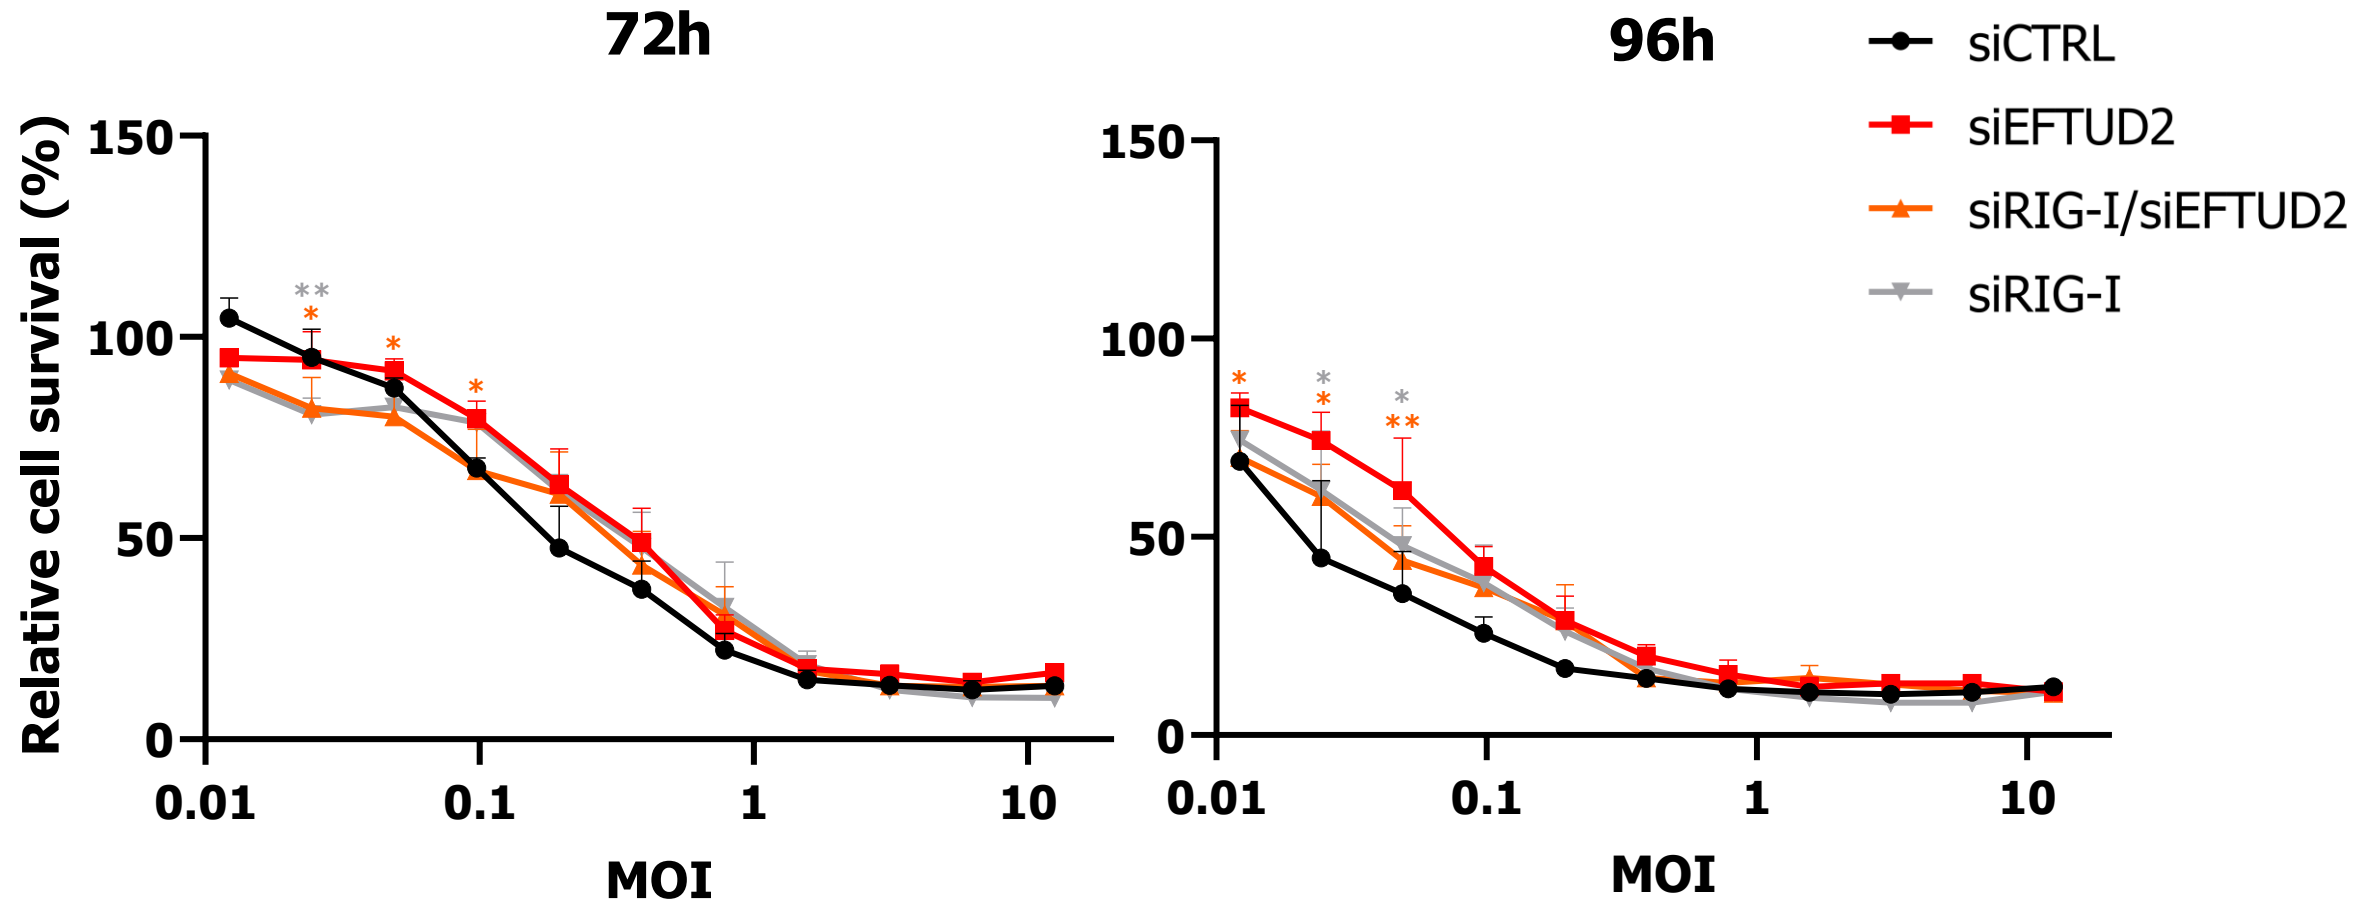 72h
Relative cell survival (%)
150
100
50
0
**
*
*
*
0.01 0.1 1 10
MOI
96h
150
100
50
0
*
*
*
*
**
0.01 0.1 1 10
MOI
siCTRL
siEFTUD2
siRIG-I/siEFTUD2
siRIG-I